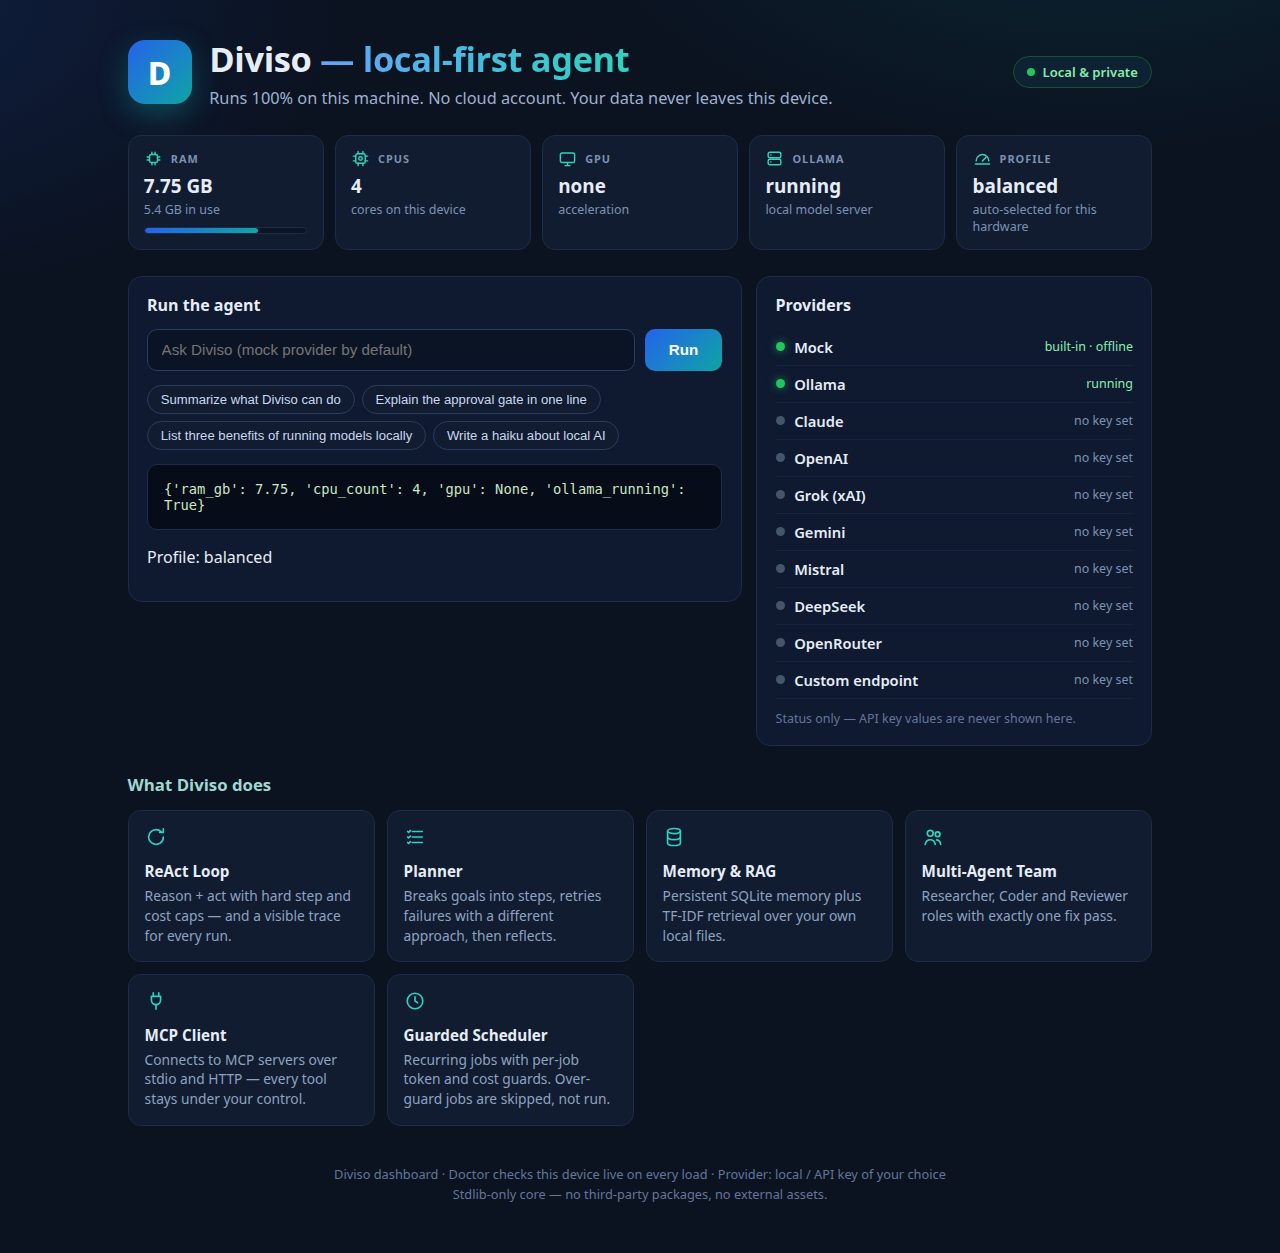 D
Diviso — local-first agent
Runs 100% on this machine. No cloud account. Your data never leaves this device.
Local & private
RAM
7.75 GB
5.4 GB in use
CPUS
4
cores on this device
GPU
none
acceleration
OLLAMA
running
local model server
PROFILE
balanced
auto-selected for this
hardware
Run the agent
Ask Diviso (mock provider by default)
Run
Summarize what Diviso can do
Explain the approval gate in one line
List three benefits of running models locally
Write a haiku about local AI
{'ram_gb': 7.75, 'cpu_count': 4, 'gpu': None, 'ollama_running':
True}
Profile: balanced
Providers
Mock built-in · offline
Ollama running
Claude no key set
OpenAI no key set
Grok (xAI) no key set
Gemini no key set
Mistral no key set
DeepSeek no key set
OpenRouter no key set
Custom endpoint no key set
Status only — API key values are never shown here.
What Diviso does
ReAct Loop
Reason + act with hard step and
cost caps — and a visible trace
for every run.
Planner
Breaks goals into steps, retries
failures with a different
approach, then reflects.
Memory & RAG
Persistent SQLite memory plus
TF-IDF retrieval over your own
local files.
Multi-Agent Team
Researcher, Coder and Reviewer
roles with exactly one fix pass.
MCP Client
Connects to MCP servers over
stdio and HTTP — every tool
stays under your control.
Guarded Scheduler
Recurring jobs with per-job
token and cost guards. Over-
guard jobs are skipped, not run.
Diviso dashboard · Doctor checks this device live on every load · Provider: local / API key of your choice
Stdlib-only core — no third-party packages, no external assets.